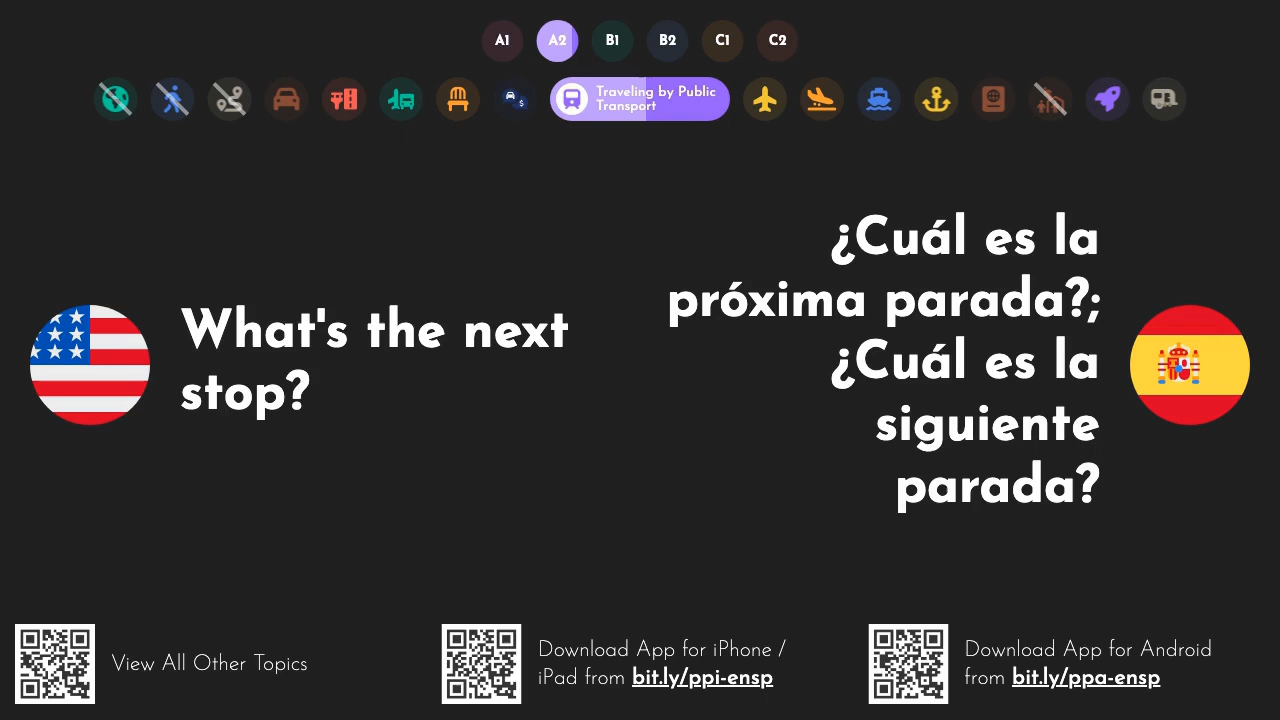 A1 A2 B1 B2 C1 C2
Traveling by Public
Transport
What's the next
stop?
¿Cuál es la
próxima parada?;
¿Cuál es la
siguiente
parada?
View All Other Topics
Download App for iPhone /
iPad from bit.ly/ppi-ensp
Download App for Android
from bit.ly/ppa-ensp